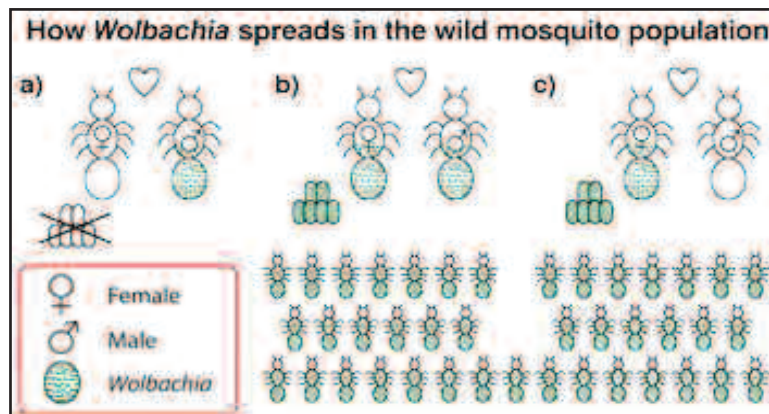 How Wolbachia spreads in the wild mosquito population
a)
b)
c)
♀ Female
♂ Male
Wolbachia